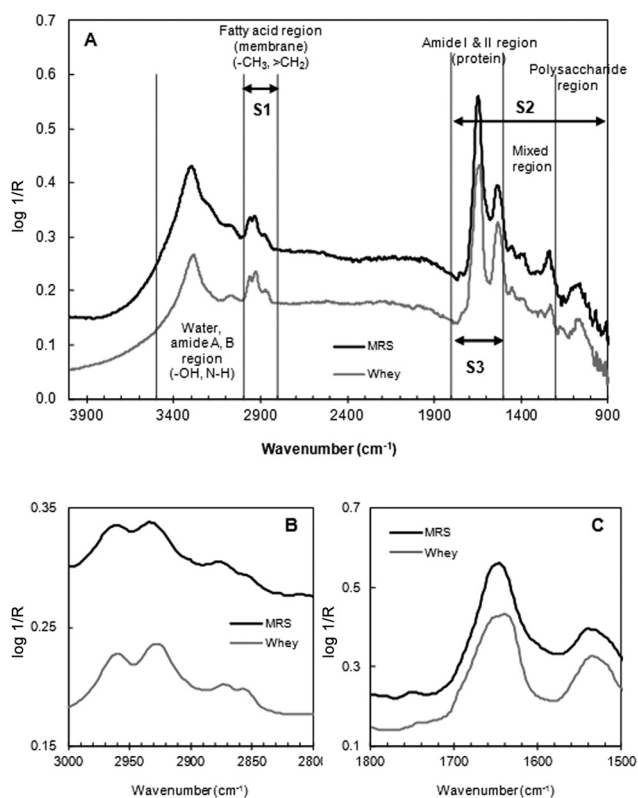 A
Fatty acid region
(membrane)
(-CH3, >CH2)
Amide I & II region
(protein)
Polysaccharide
region
S1
S2
Mixed
region
Water,
amide A, B
region
(-OH, N-H)
MRS
Whey
S3
log 1/R
0.7
0.6
0.5
0.4
0.3
0.2
0.1
0.0
3900 3400 2900 2400 1900 1400 900
Wavenumber (cm-1)
B
log 1/R
0.35
0.25
0.15
MRS
Whey
3000 2950 2900 2850 2800
Wavenumber (cm-1)
C
log 1/R
0.7
0.5
0.3
0.1
MRS
Whey
1800 1700 1600 1500
Wavenumber (cm-1)